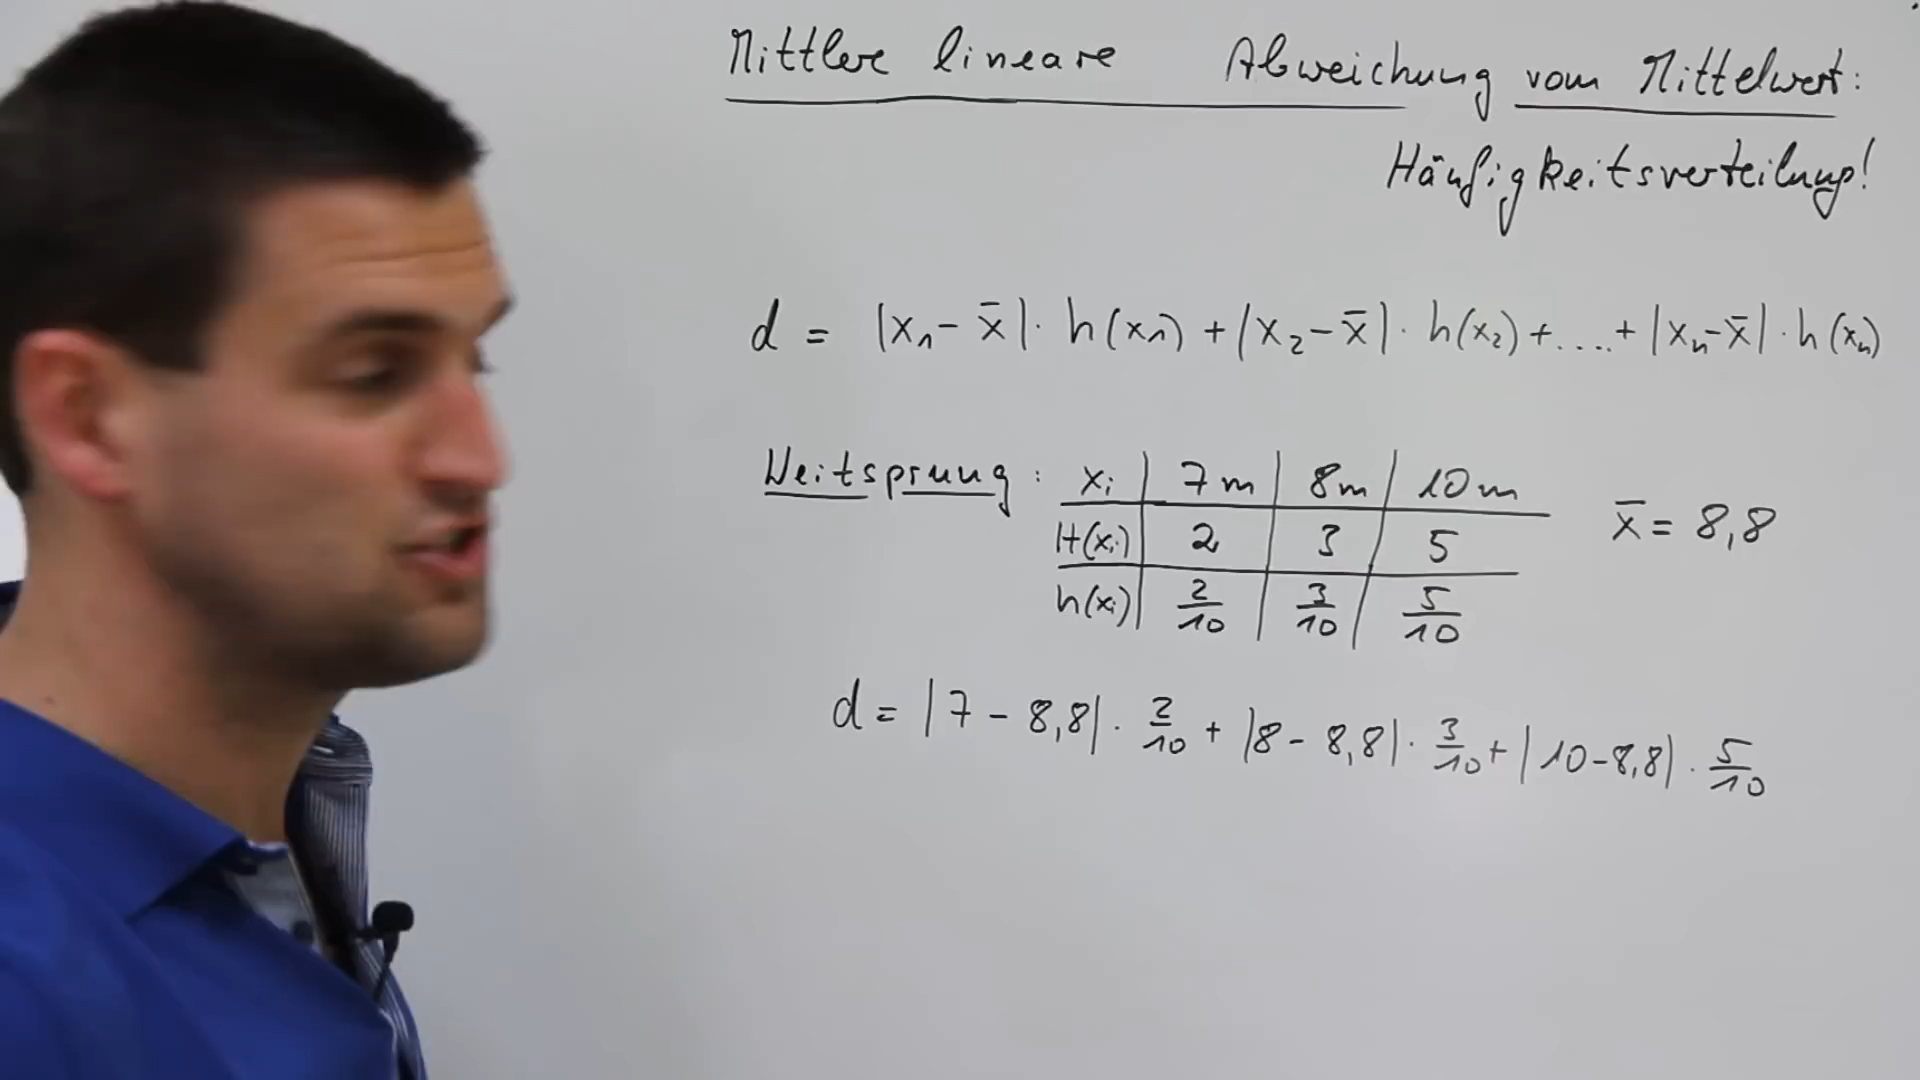 Mittlere lineare Abweichung vom Mittelwert:
Häufigkeitsverteilung!
d = |x₁ - x̄| · h(x₁) + |x₂ - x̄| · h(x₂) + .... + |xₙ - x̄| · h(xₙ)
Weitsprung: xᵢ | 7m | 8m | 10m
H(xᵢ) | 2 | 3 | 5
x̄ = 8,8
h(xᵢ) | 2/10 | 3/10 | 5/10
d = |7 - 8,8| · 2/10 + |8 - 8,8| · 3/10 + |10 - 8,8| · 5/10